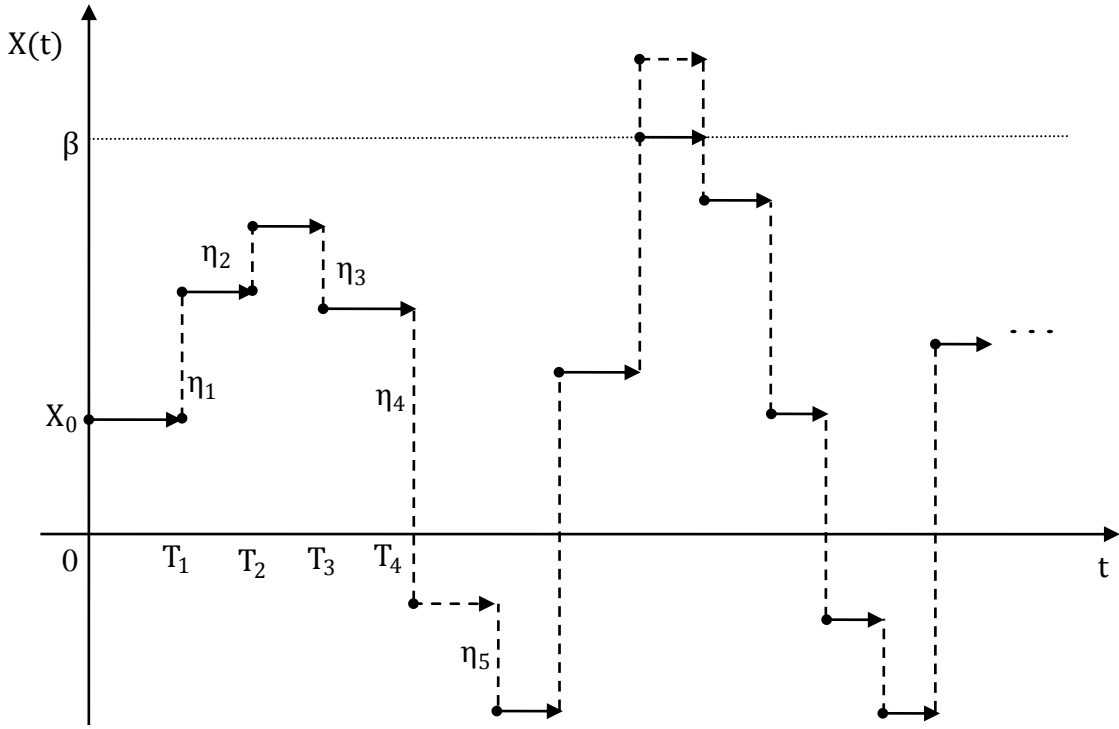 X(t)
β
η₂
η₃
η₁
η₄
X₀
. . .
0
T₁
T₂
T₃
T₄
t
η₅